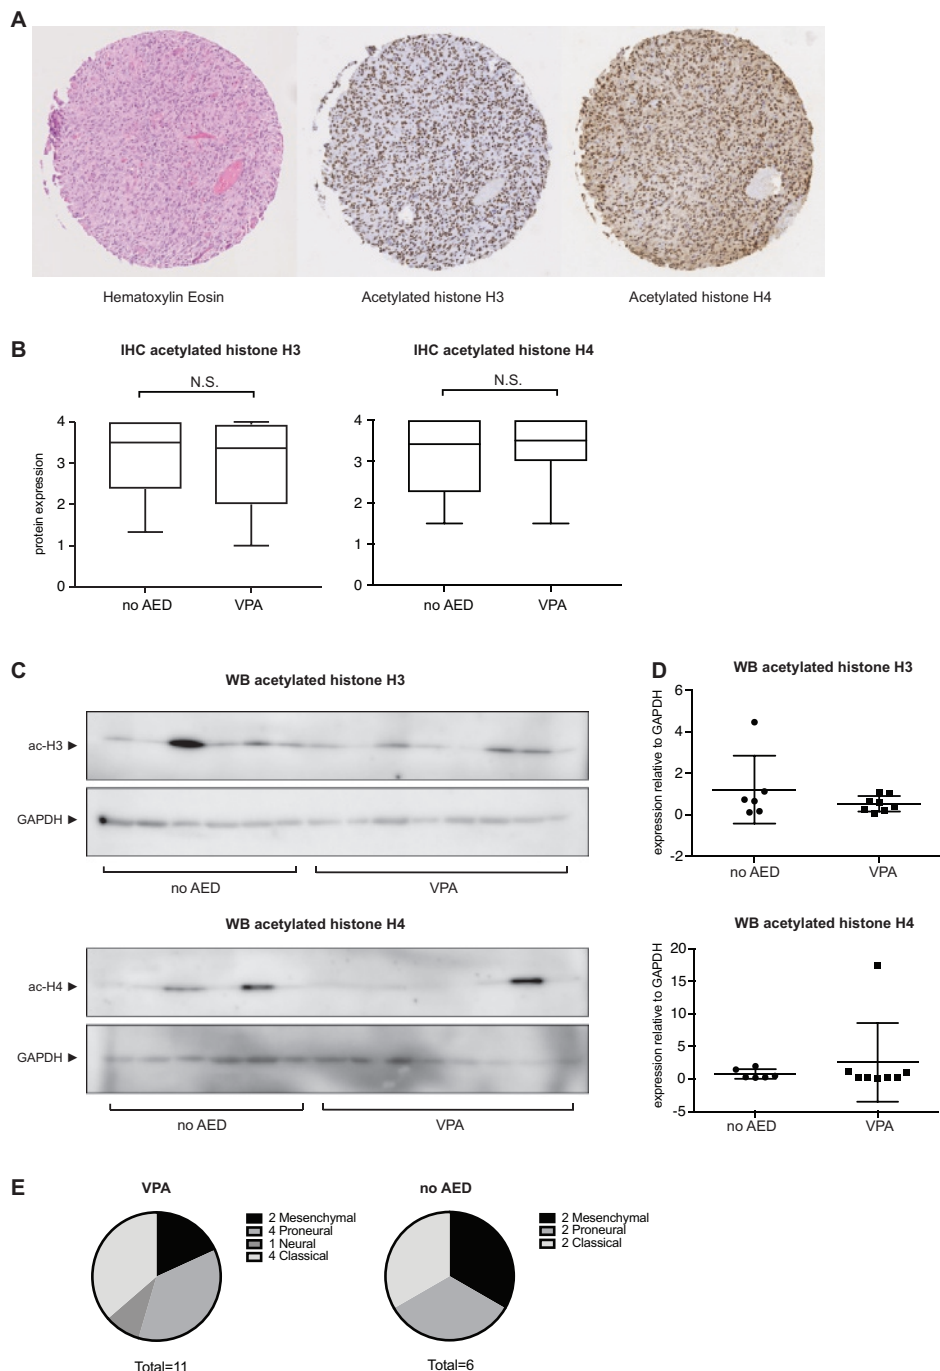 A
Hematoxylin Eosin
Acetylated histone H3
Acetylated histone H4
B
IHC acetylated histone H3
N.S.
protein expression
4
3
2
1
0
no AED
VPA
IHC acetylated histone H4
N.S.
4
3
2
1
0
no AED
VPA
C
WB acetylated histone H3
ac-H3
GAPDH
no AED
VPA
WB acetylated histone H4
ac-H4
GAPDH
no AED
VPA
D
WB acetylated histone H3
expression relative to GAPDH
6
4
2
0
-2
no AED
VPA
WB acetylated histone H4
expression relative to GAPDH
20
15
10
5
0
-5
no AED
VPA
E
VPA
2 Mesenchymal
4 Proneural
1 Neural
4 Classical
Total=11
no AED
2 Mesenchymal
2 Proneural
2 Classical
Total=6